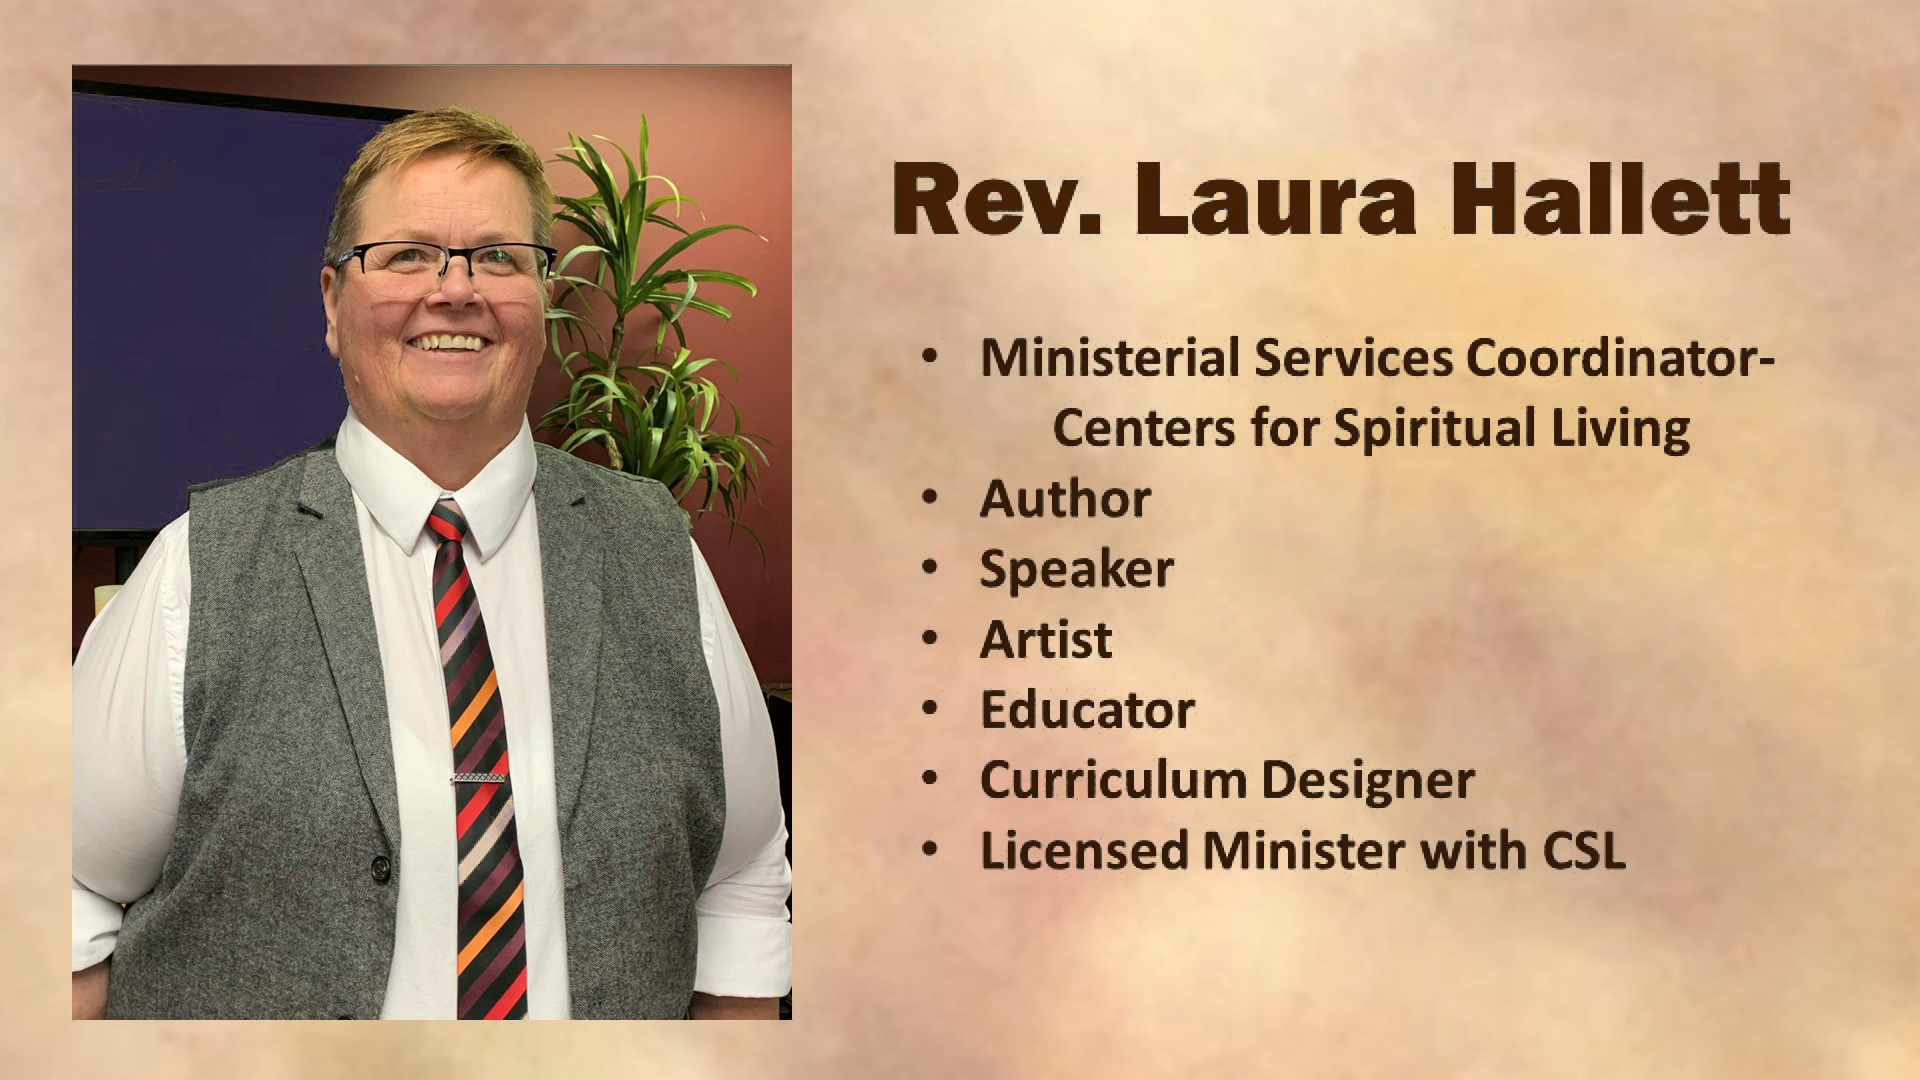 Rev. Laura Hallett
• Ministerial Services Coordinator-
Centers for Spiritual Living
• Author
• Speaker
• Artist
• Educator
• Curriculum Designer
• Licensed Minister with CSL